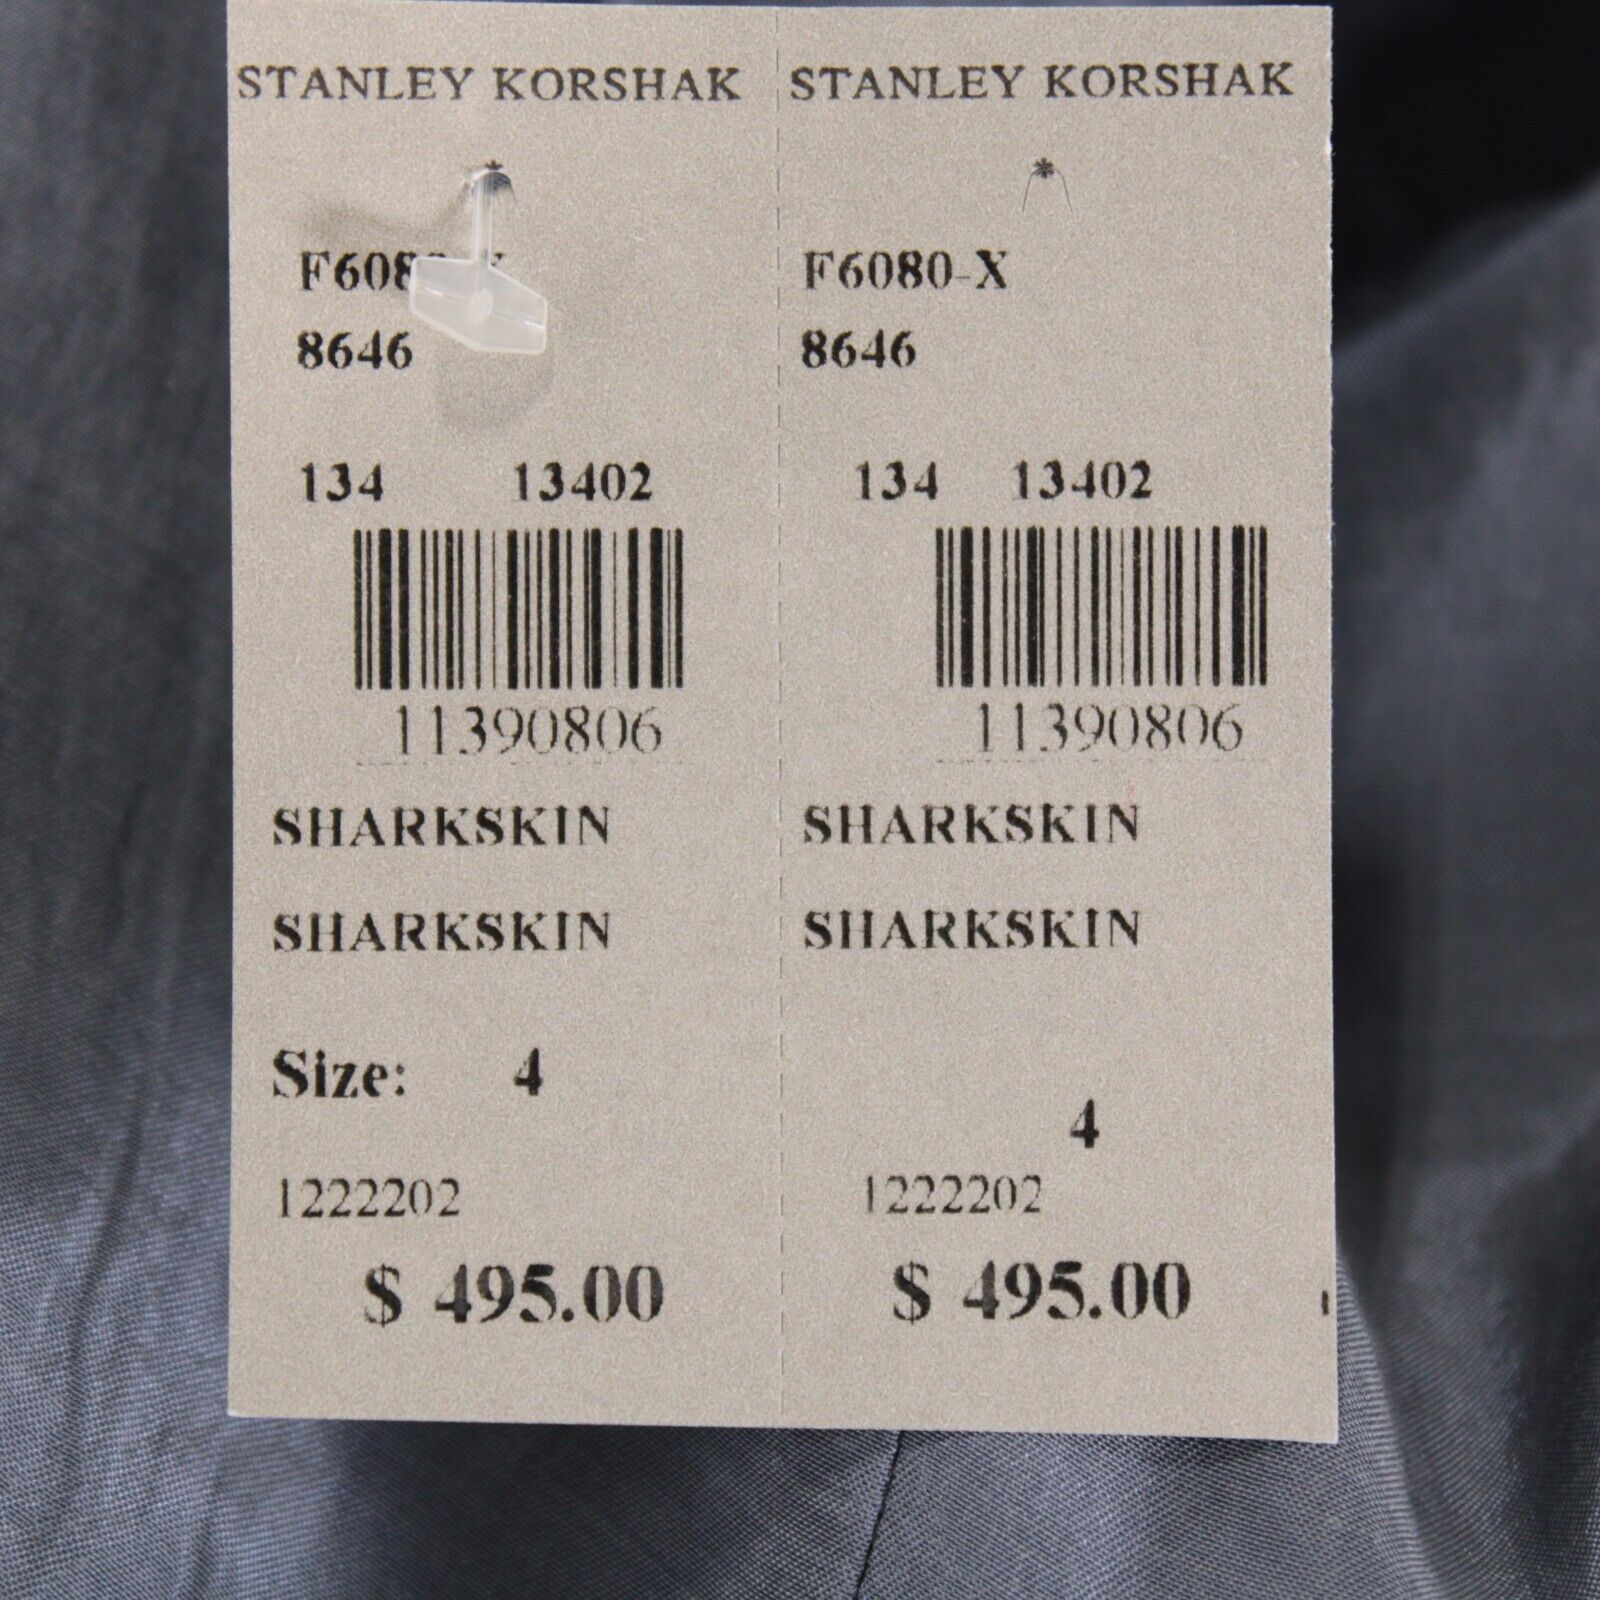 STANLEY KORSHAK
*
8646
134 13402
11390806
SHARKSKIN
SHARKSKIN
Size: 4
1222202
$ 495.00
STANLEY KORSHAK
*
F6080-X
8646
134 13402
11390806
SHARKSKIN
SHARKSKIN
4
1222202
$ 495.00